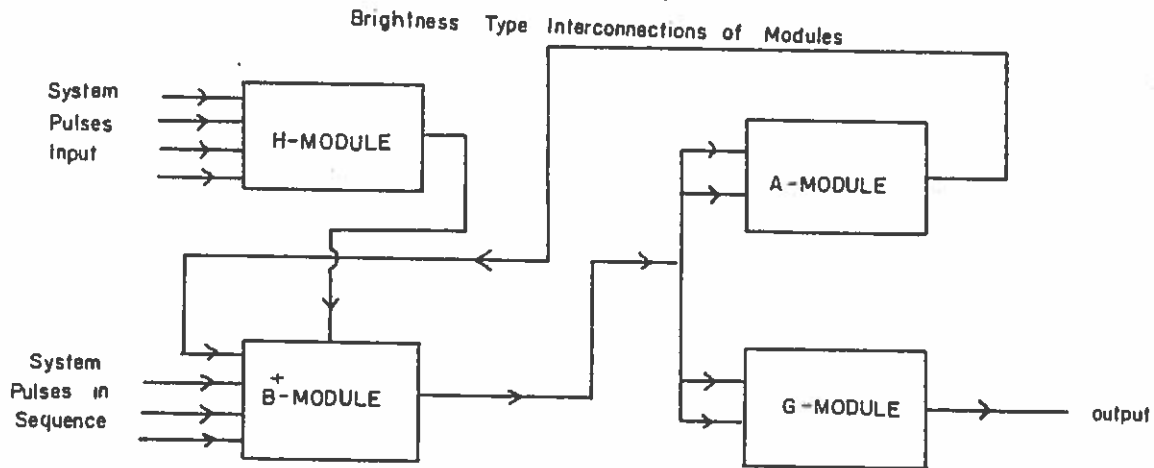 Brightness Type Interconnections of Modules
System
Pulses
Input
H-MODULE
A-MODULE
System
Pulses in
Sequence
B+-MODULE
G-MODULE
output